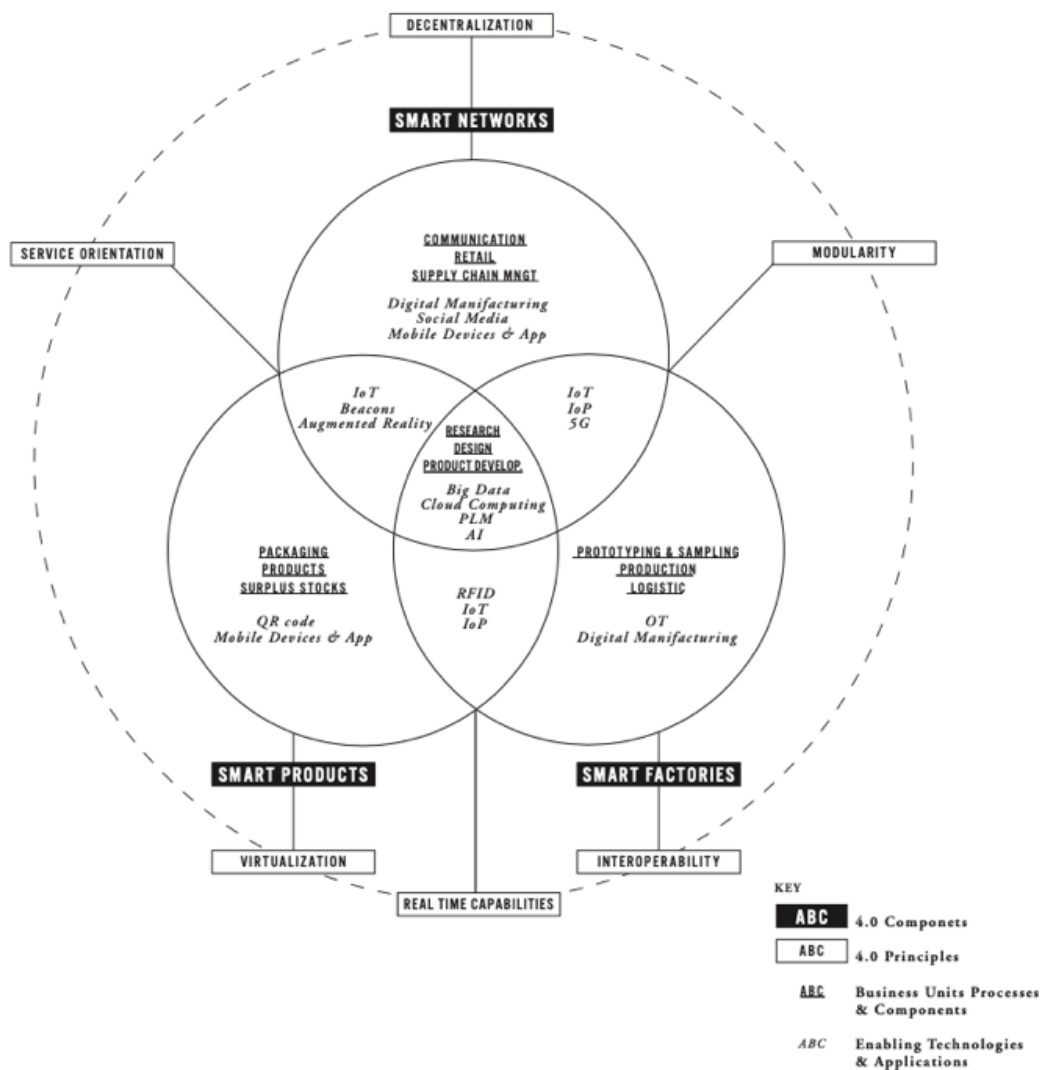 DECENTRALIZATION
SMART NETWORKS
SERVICE ORIENTATION
MODULARITY
COMMUNICATION
RETAIL
SUPPLY CHAIN MNGT
Digital Manifacturing
Social Media
Mobile Devices & App
IoT
Beacons
Augmented Reality
IoT
IoP
5G
RESEARCH
DESIGN
PRODUCT DEVELOP.
Big Data
Cloud Computing
PLM
AI
PACKAGING
PRODUCTS
SURPLUS STOCKS
QR code
Mobile Devices & App
RFID
IoT
IoP
PROTOTYPING & SAMPLING
PRODUCTION
LOGISTIC
OT
Digital Manifacturing
SMART PRODUCTS
SMART FACTORIES
VIRTUALIZATION
INTEROPERABILITY
REAL TIME CAPABILITIES
KEY
ABC 4.0 Componets
ABC 4.0 Principles
ABC Business Units Processes
& Components
ABC Enabling Technologies
& Applications